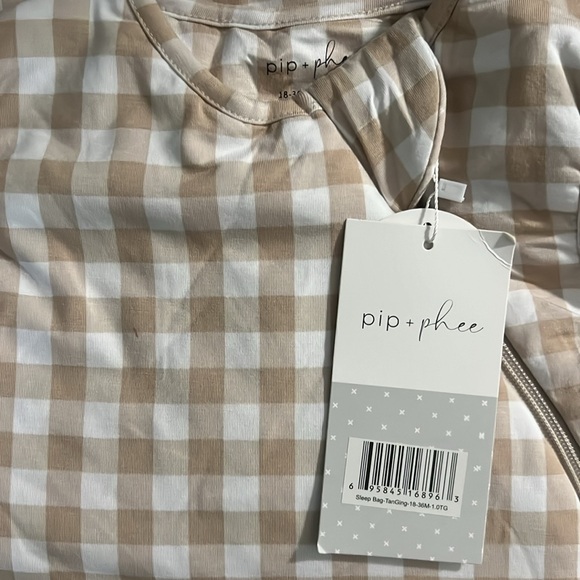 pip + phee
18-36
pip + phee
6 95845 16896 3
Sleep Bag-TanGing-18-36M-1.0TG